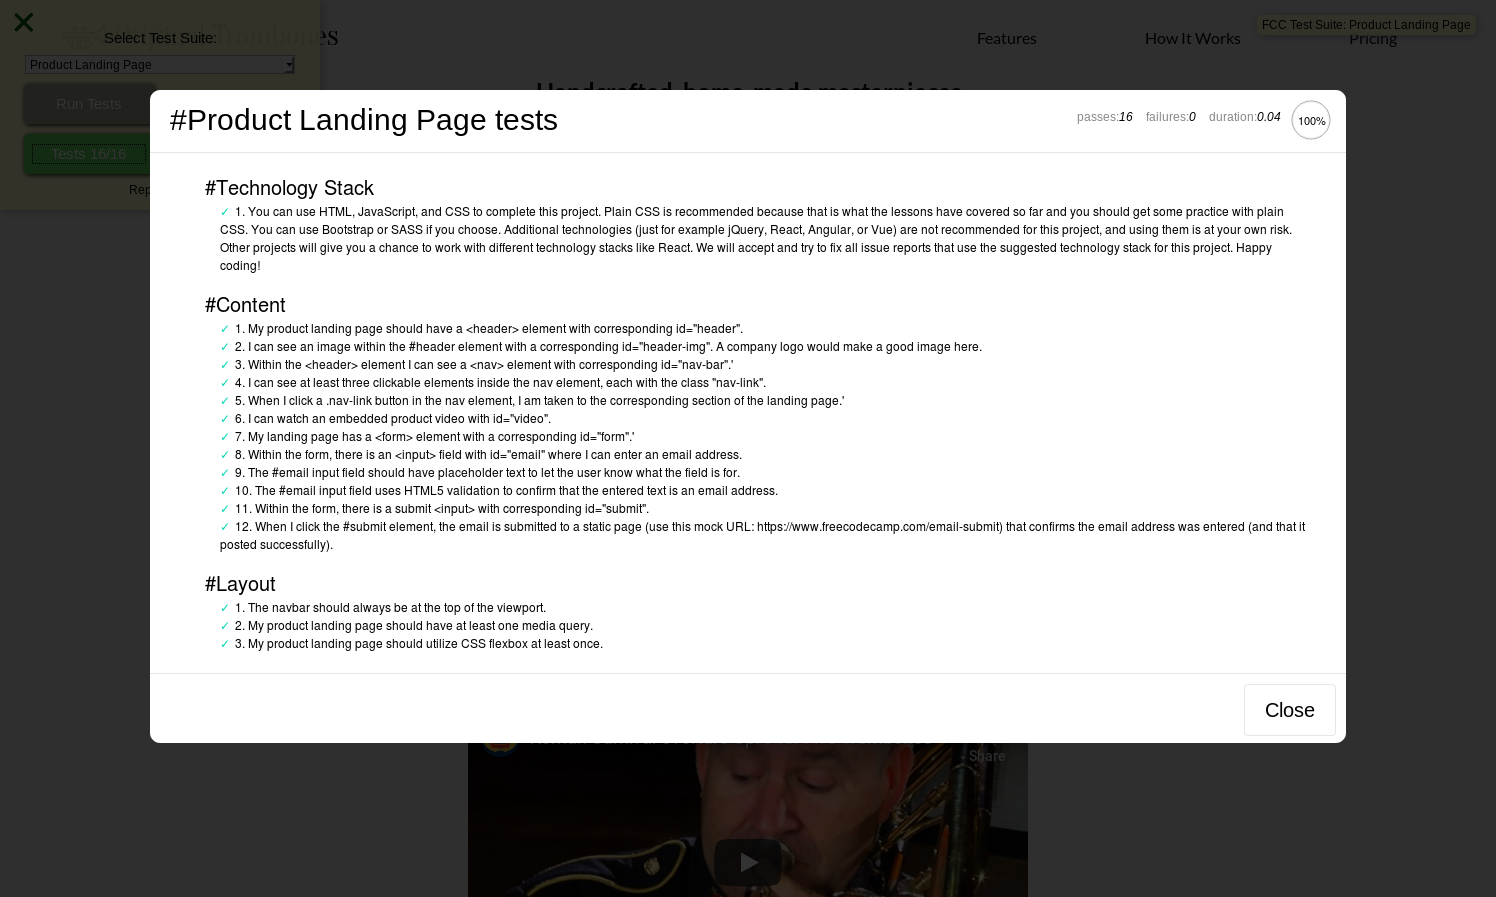 Select Test Suite:
Product Landing Page
Run Tests
Tests 16/16
Features
How It Works
Pricing
FCC Test Suite: Product Landing Page
#Product Landing Page tests
passes:16 failures:0 duration:0.04 100%
#Technology Stack
✓ 1. You can use HTML, JavaScript, and CSS to complete this project. Plain CSS is recommended because that is what the lessons have covered so far and you should get some practice with plain
CSS. You can use Bootstrap or SASS if you choose. Additional technologies (just for example jQuery, React, Angular, or Vue) are not recommended for this project, and using them is at your own risk.
Other projects will give you a chance to work with different technology stacks like React. We will accept and try to fix all issue reports that use the suggested technology stack for this project. Happy
coding!
#Content
✓ 1. My product landing page should have a <header> element with corresponding id="header".
✓ 2. I can see an image within the #header element with a corresponding id="header-img". A company logo would make a good image here.
✓ 3. Within the <header> element I can see a <nav> element with corresponding id="nav-bar".'
✓ 4. I can see at least three clickable elements inside the nav element, each with the class "nav-link".
✓ 5. When I click a .nav-link button in the nav element, I am taken to the corresponding section of the landing page.'
✓ 6. I can watch an embedded product video with id="video".
✓ 7. My landing page has a <form> element with a corresponding id="form".'
✓ 8. Within the form, there is an <input> field with id="email" where I can enter an email address.
✓ 9. The #email input field should have placeholder text to let the user know what the field is for.
✓ 10. The #email input field uses HTML5 validation to confirm that the entered text is an email address.
✓ 11. Within the form, there is a submit <input> with corresponding id="submit".
✓ 12. When I click the #submit element, the email is submitted to a static page (use this mock URL: https://www.freecodecamp.com/email-submit) that confirms the email address was entered (and that it
posted successfully).
#Layout
✓ 1. The navbar should always be at the top of the viewport.
✓ 2. My product landing page should have at least one media query.
✓ 3. My product landing page should utilize CSS flexbox at least once.
Close
Share